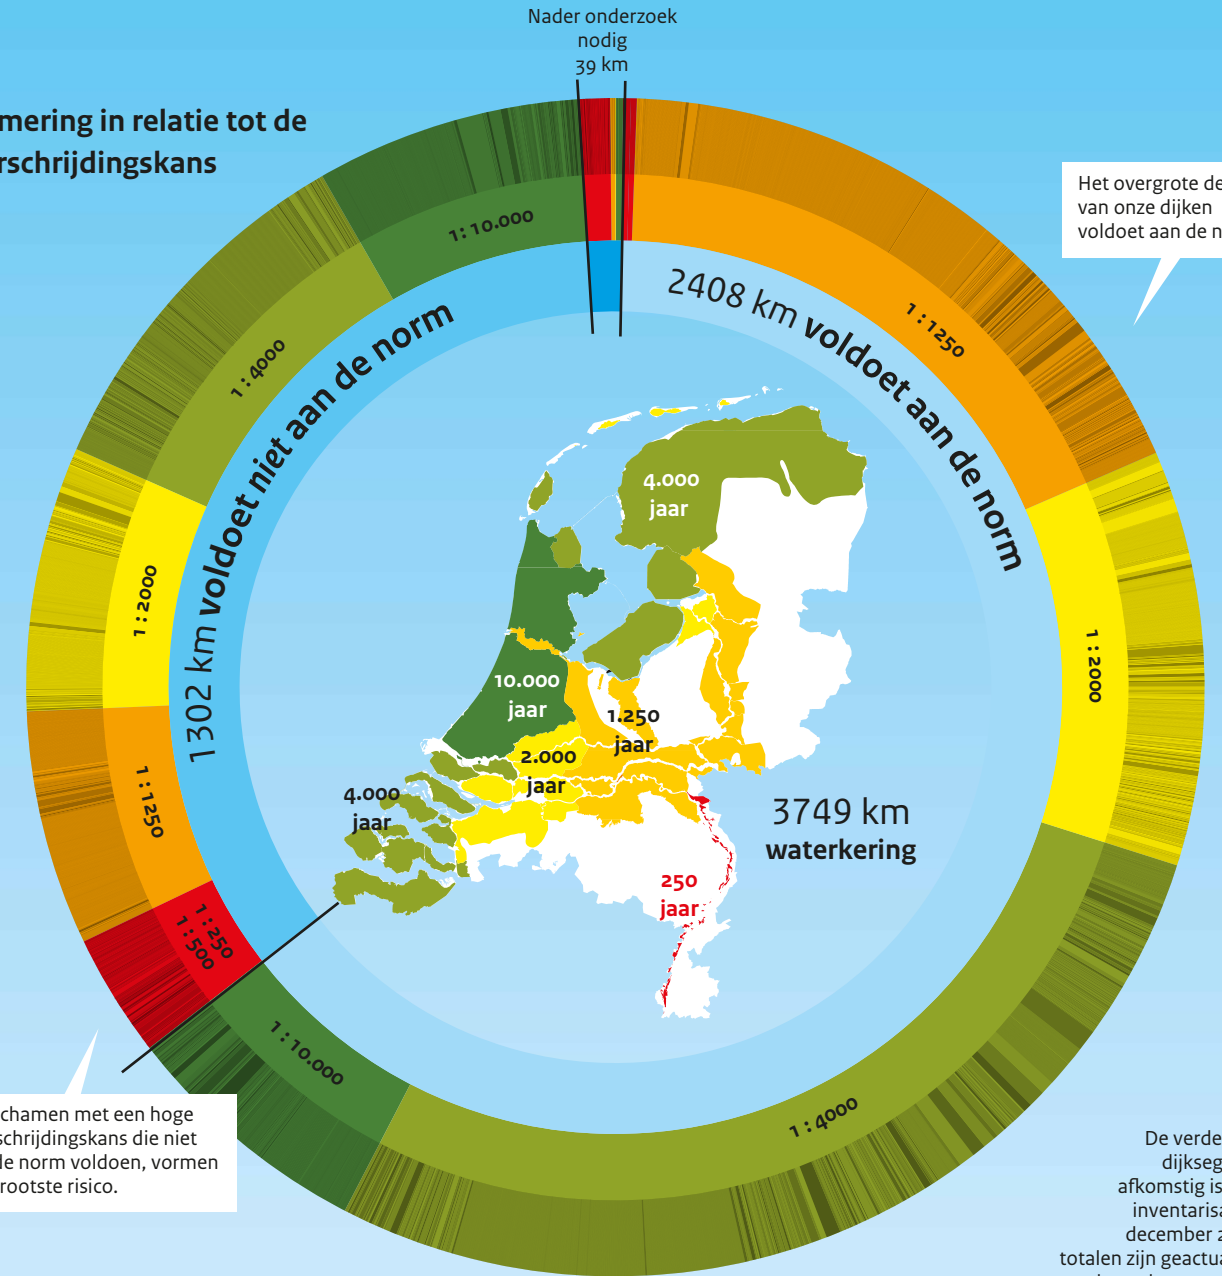 Nader onderzoek
nodig
39 km
mering in relatie tot de
rschrijdingskans
Het overgrote de
van onze dijken
voldoet aan de n
1:10.000
1:4000
1:2000
1:1250
1:250
1:500
1302 km voldoet niet aan de norm
2408 km voldoet aan de norm
1:1250
1:2000
1:4000
1:10.000
4.000
jaar
10.000
jaar
1.250
jaar
2.000
jaar
4.000
jaar
3749 km
waterkering
250
jaar
chamen met een hoge
schrijdingskans die niet
de norm voldoen, vormen
rootste risico.
De verde
dijkseg
afkomstig is
inventarisa
december 2
totalen zijn geactua